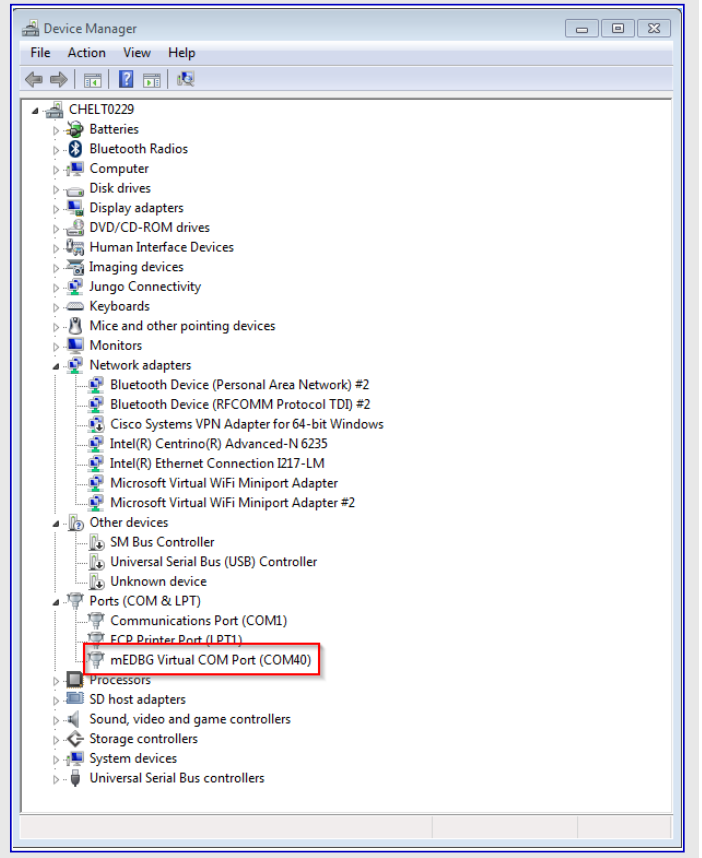 Device Manager
File Action View Help
CHELT0229
Batteries
Bluetooth Radios
Computer
Disk drives
Display adapters
DVD/CD-ROM drives
Human Interface Devices
Imaging devices
Jungo Connectivity
Keyboards
Mice and other pointing devices
Monitors
Network adapters
Bluetooth Device (Personal Area Network) #2
Bluetooth Device (RFCOMM Protocol TDI) #2
Cisco Systems VPN Adapter for 64-bit Windows
Intel(R) Centrino(R) Advanced-N 6235
Intel(R) Ethernet Connection I217-LM
Microsoft Virtual WiFi Miniport Adapter
Microsoft Virtual WiFi Miniport Adapter #2
Other devices
SM Bus Controller
Universal Serial Bus (USB) Controller
Unknown device
Ports (COM & LPT)
Communications Port (COM1)
ECP Printer Port (LPT1)
mEDBG Virtual COM Port (COM40)
Processors
SD host adapters
Sound, video and game controllers
Storage controllers
System devices
Universal Serial Bus controllers